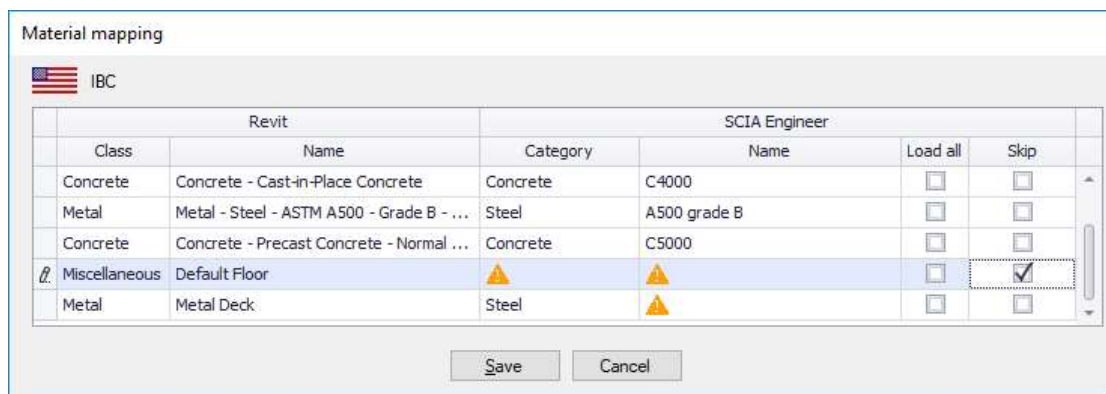 Material mapping
IBC
Revit SCIA Engineer
Class Name Category Name Load all Skip
Concrete Concrete - Cast-in-Place Concrete Concrete C4000
Metal Metal - Steel - ASTM A500 - Grade B - ... Steel A500 grade B
Concrete Concrete - Precast Concrete - Normal ... Concrete C5000
Miscellaneous Default Floor
Metal Metal Deck Steel
Save Cancel